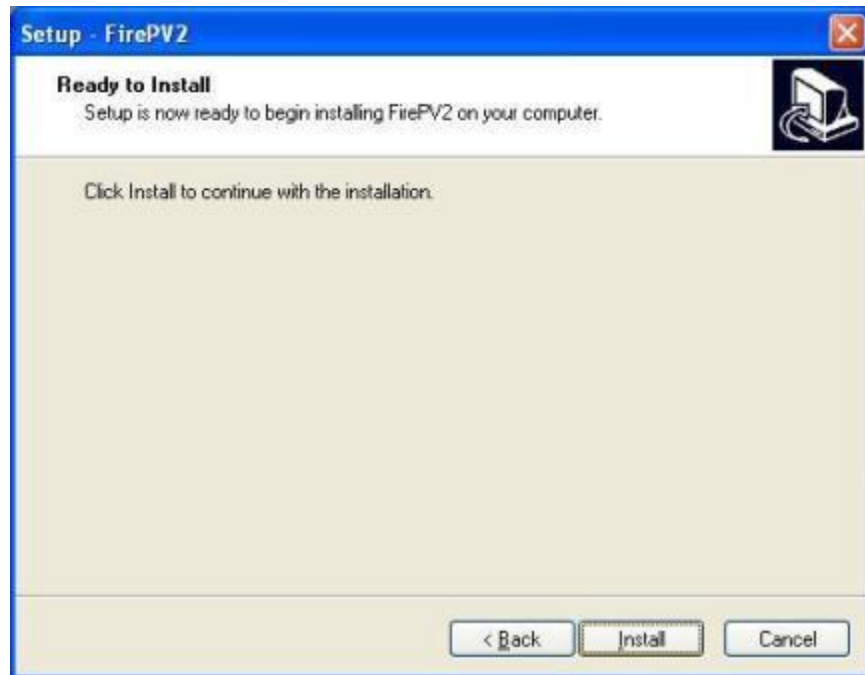 Setup - FirePV2
Ready to Install
Setup is now ready to begin installing FirePV2 on your computer.
Click Install to continue with the installation.
< Back
Install
Cancel